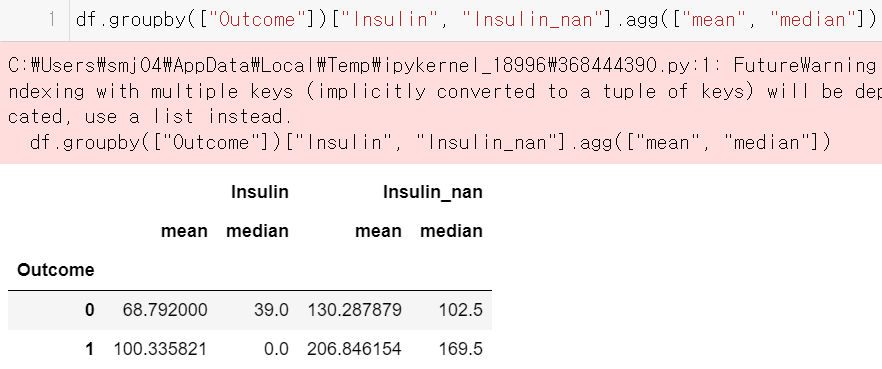 1 df.groupby(["Outcome"])["Insulin", "Insulin_nan"].agg(["mean", "median"])
C:₩Users₩smj04₩AppData₩Local₩Temp₩ipykernel_18996₩368444390.py:1: FutureWarning
ndexing with multiple keys (implicitly converted to a tuple of keys) will be dep
cated, use a list instead.
df.groupby(["Outcome"])["Insulin", "Insulin_nan"].agg(["mean", "median"])
Insulin Insulin_nan
mean median mean median
Outcome
0 68.792000 39.0 130.287879 102.5
1 100.335821 0.0 206.846154 169.5